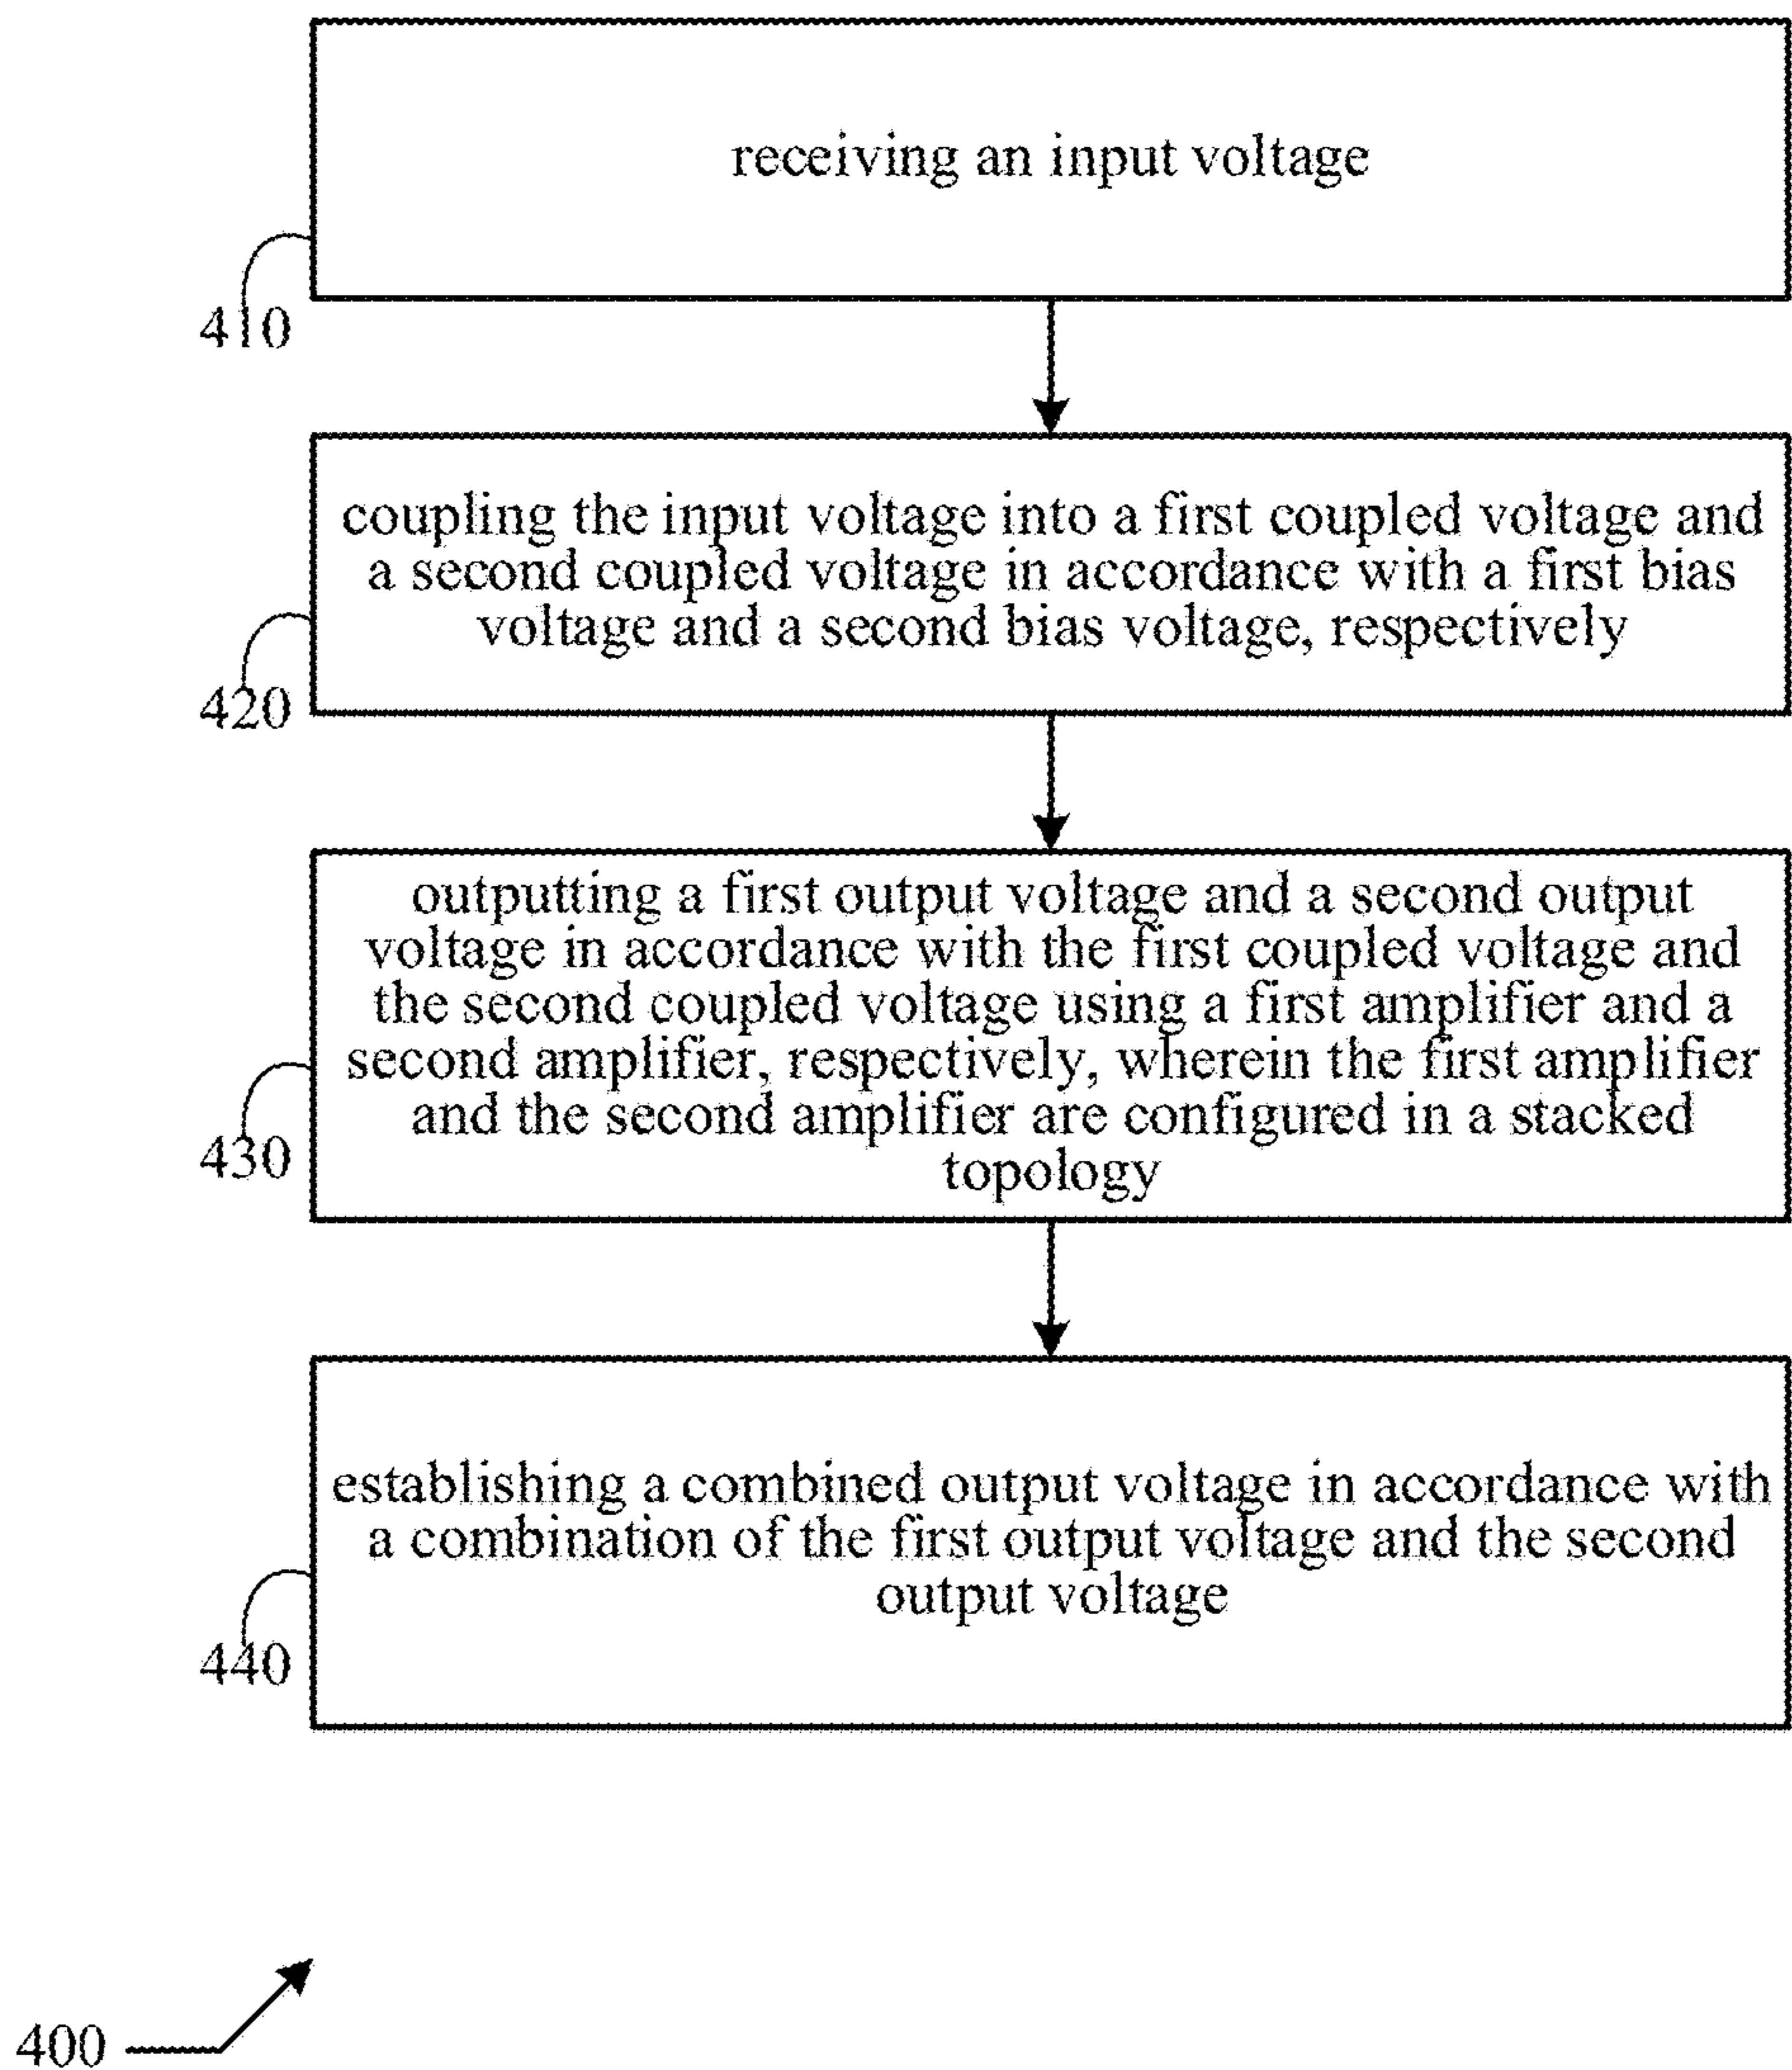 receiving an input voltage
410
coupling the input voltage into a first coupled voltage and
a second coupled voltage in accordance with a first bias
voltage and a second bias voltage, respectively
420
outputting a first output voltage and a second output
voltage in accordance with the first coupled voltage and
the second coupled voltage using a first amplifier and a
second amplifier, respectively, wherein the first amplifier
and the second amplifier are configured in a stacked
topology
430
establishing a combined output voltage in accordance with
a combination of the first output voltage and the second
output voltage
440
400